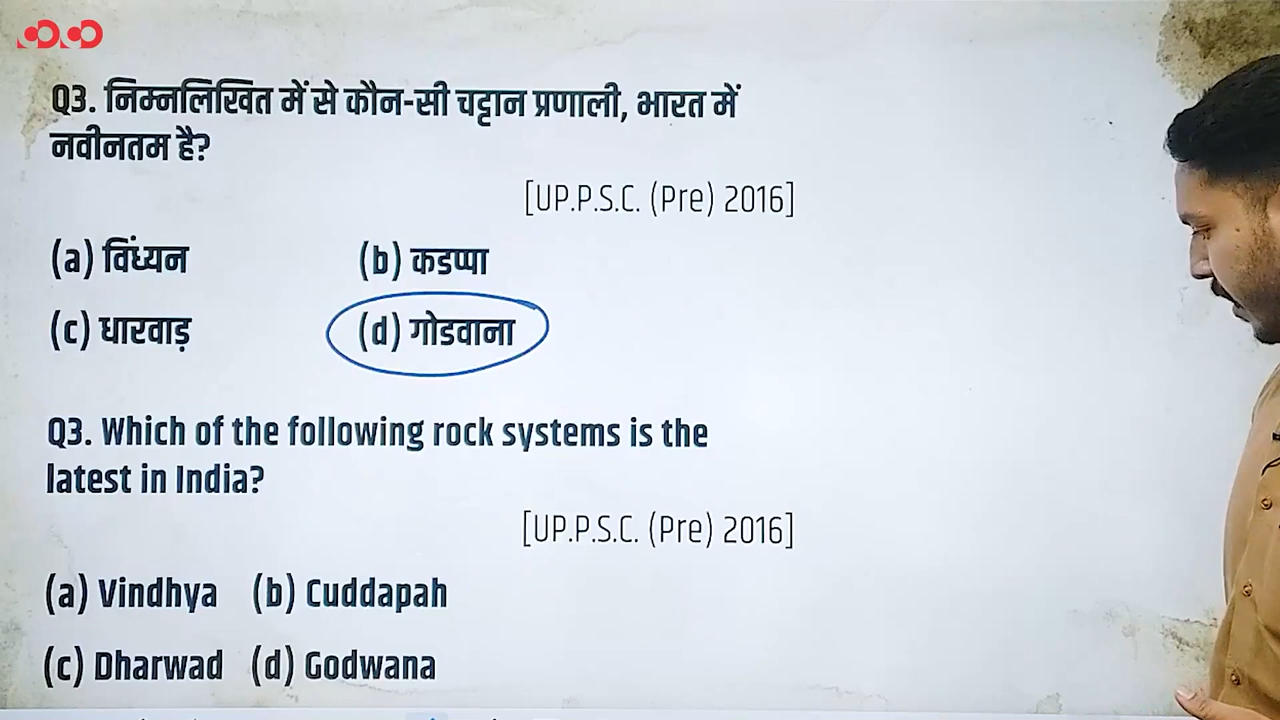 Q3. निम्नलिखित में से कौन-सी चट्टान प्रणाली, भारत में
नवीनतम है?
[UP.P.S.C. (Pre) 2016]
(a) विंध्यन (b) कडप्पा
(c) धारवाड़ (d) गोडवाना
Q3. Which of the following rock systems is the
latest in India?
[UP.P.S.C. (Pre) 2016]
(a) Vindhya (b) Cuddapah
(c) Dharwad (d) Godwana